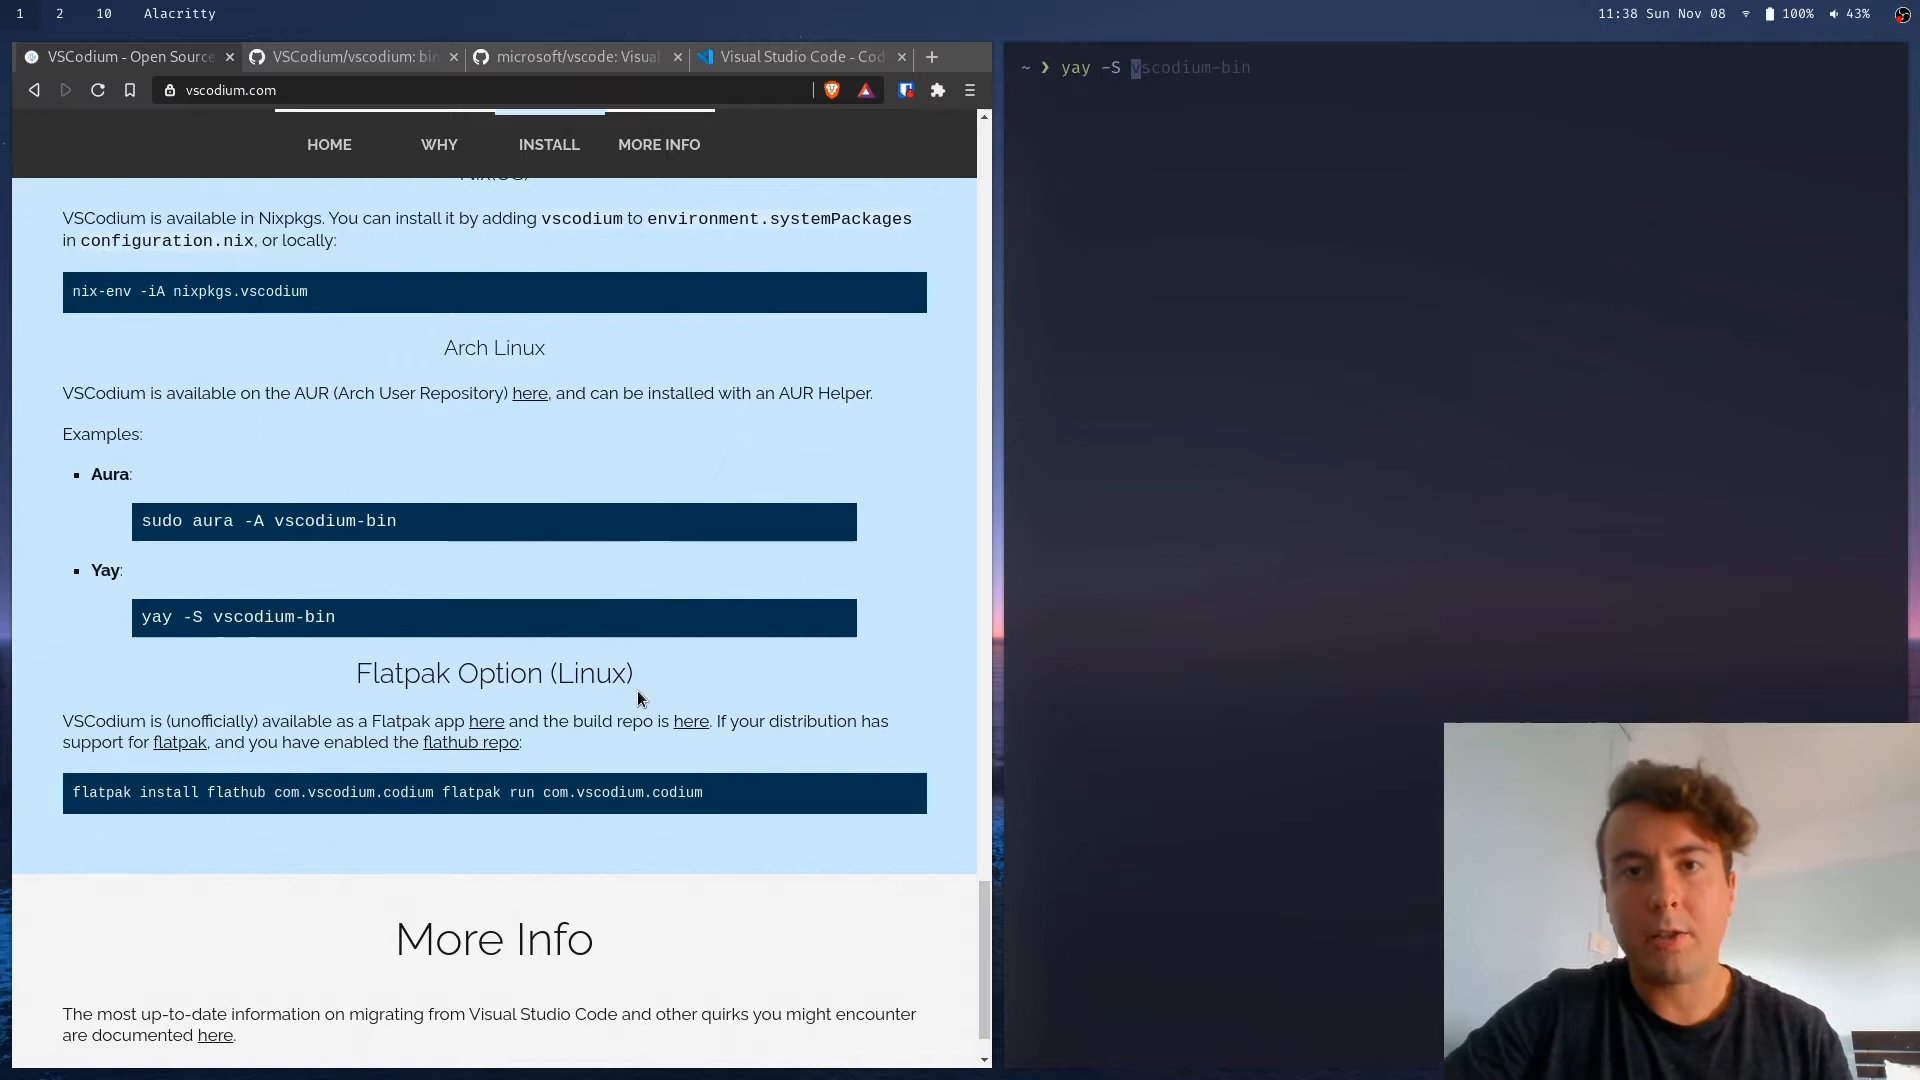 1 2 10 Alacritty
11:38 Sun Nov 08 100% 43%
VSCodium - Open Source
VSCodium/vscodium: bin
microsoft/vscode: Visual
Visual Studio Code - Cod
vscodium.com
HOME WHY INSTALL MORE INFO
VSCodium is available in Nixpkgs. You can install it by adding vscodium to environment.systemPackages
in configuration.nix, or locally:
nix-env -iA nixpkgs.vscodium
Arch Linux
VSCodium is available on the AUR (Arch User Repository) here, and can be installed with an AUR Helper.
Examples:
Aura:
sudo aura -A vscodium-bin
Yay:
yay -S vscodium-bin
Flatpak Option (Linux)
VSCodium is (unofficially) available as a Flatpak app here and the build repo is here. If your distribution has
support for flatpak, and you have enabled the flathub repo:
flatpak install flathub com.vscodium.codium flatpak run com.vscodium.codium
More Info
The most up-to-date information on migrating from Visual Studio Code and other quirks you might encounter
are documented here.
~ ❯ yay -S vscodium-bin